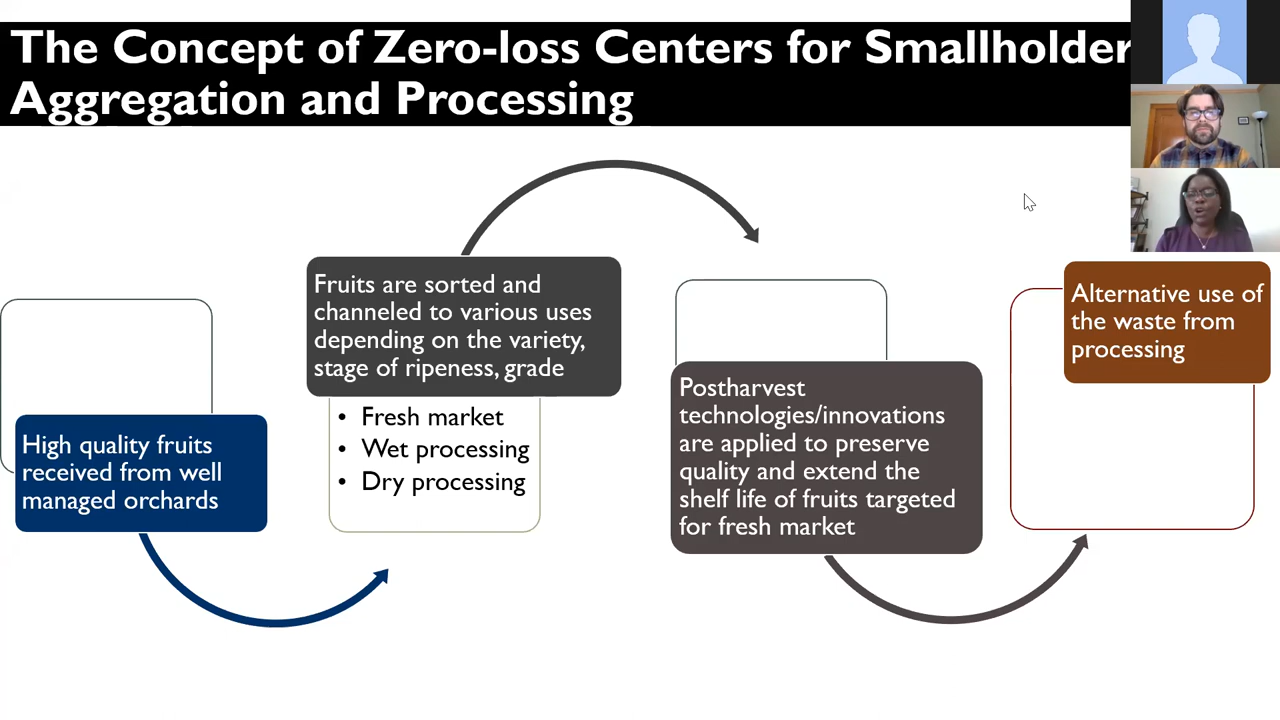 The Concept of Zero-loss Centers for Smallholder
Aggregation and Processing
High quality fruits
received from well
managed orchards
Fruits are sorted and
channeled to various uses
depending on the variety,
stage of ripeness, grade
• Fresh market
• Wet processing
• Dry processing
Postharvest
technologies/innovations
are applied to preserve
quality and extend the
shelf life of fruits targeted
for fresh market
Alternative use of
the waste from
processing